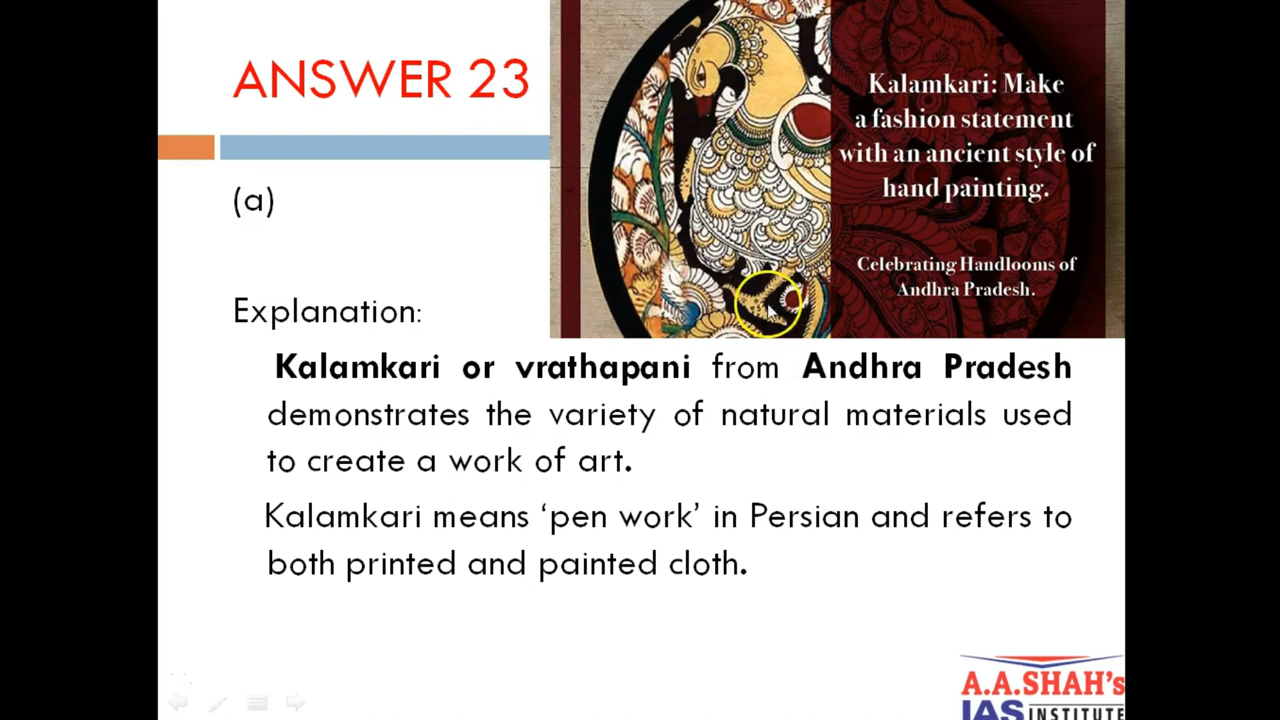 ANSWER 23
Kalamkari: Make
a fashion statement
with an ancient style of
hand painting.
Celebrating Handlooms of
Andhra Pradesh.
(a)
Explanation:
Kalamkari or vrathapani from Andhra Pradesh
demonstrates the variety of natural materials used
to create a work of art.
Kalamkari means ‘pen work’ in Persian and refers to
both printed and painted cloth.
A.A.SHAH's
IAS INSTITUTE